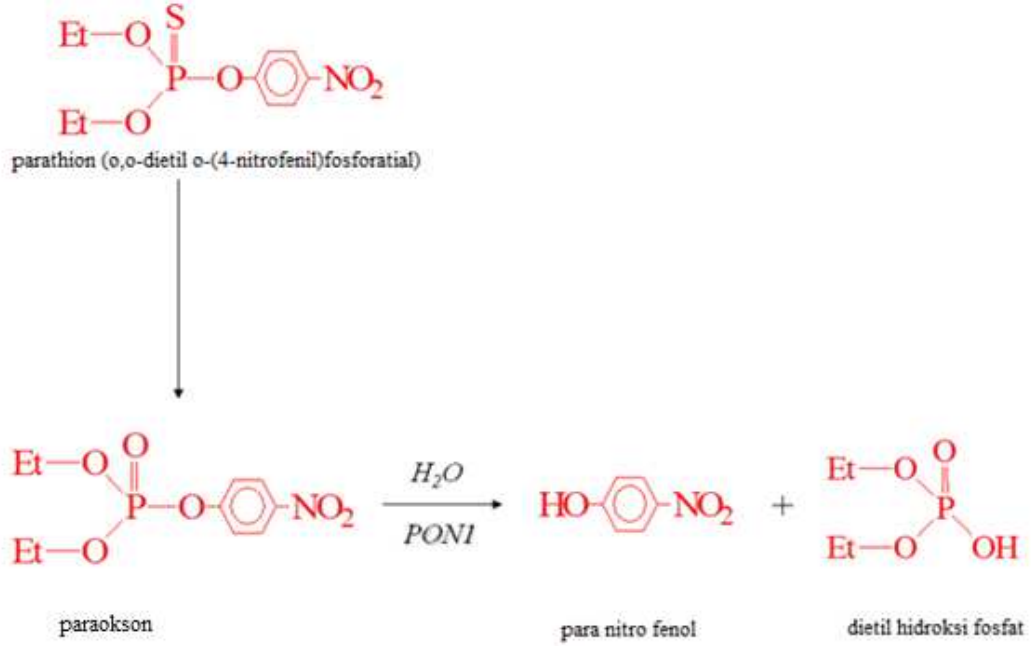 S
Et—O
P—O—NO₂
Et—O
parathion (o,o-dietil o-(4-nitrofenil)fosforatial)
O
Et—O
P—O—NO₂
Et—O
H₂O
PON1
HO—NO₂
+
O
Et—O
P
Et—O
OH
paraokson
para nitro fenol
dietil hidroksi fosfat